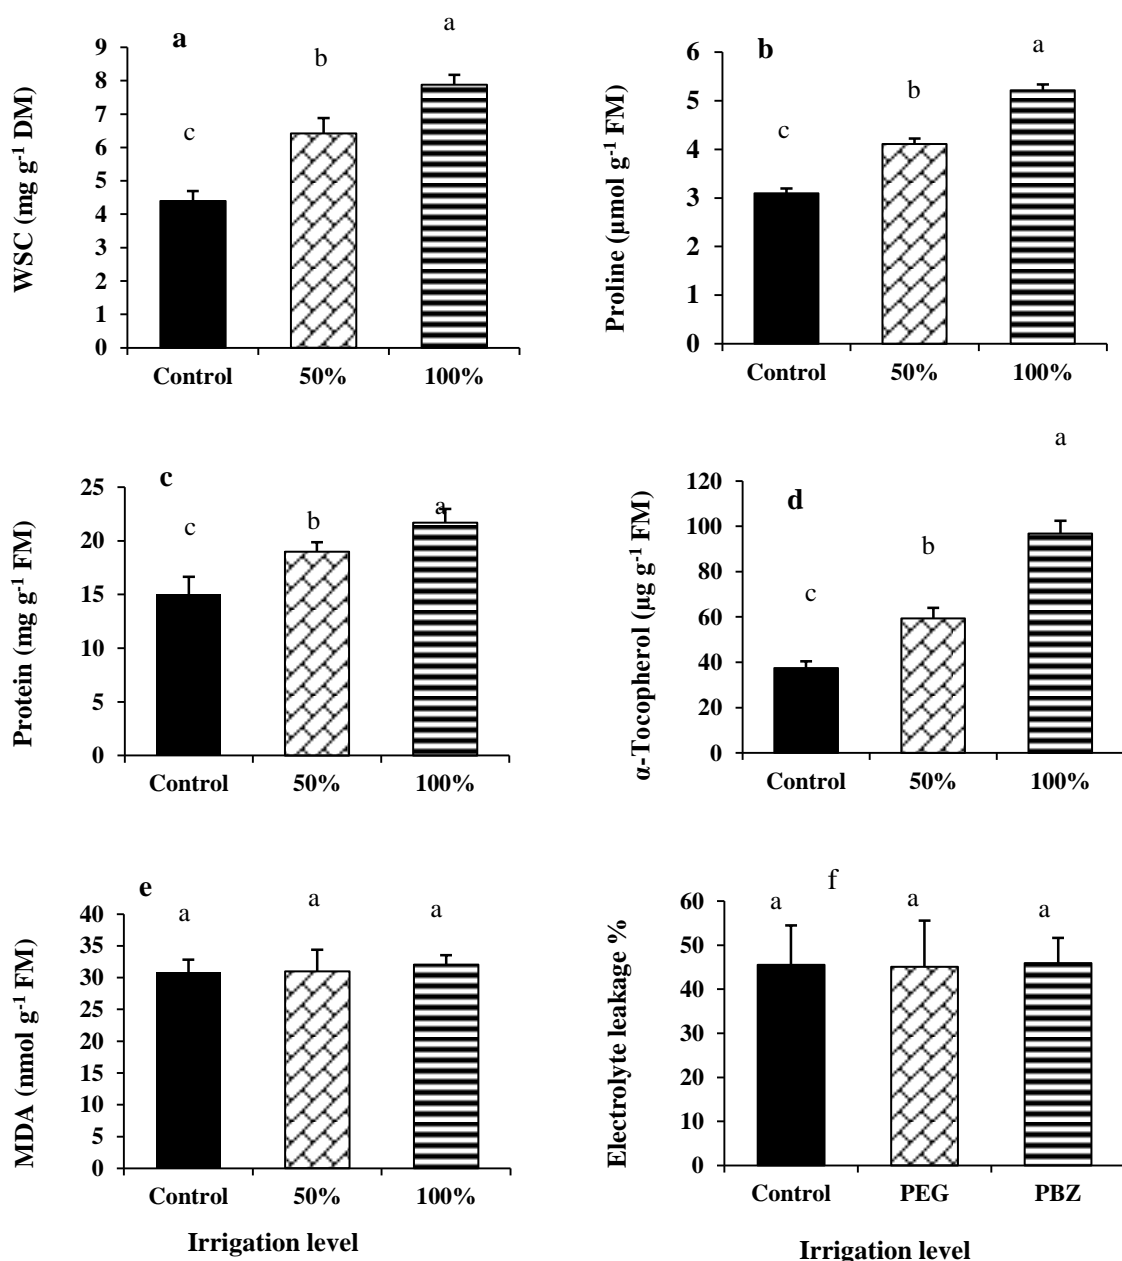 a
a
b
c
WSC (mg g-1 DM)
9
8
7
6
5
4
3
2
1
0
Control 50% 100%
b
a
b
c
Proline (µmol g-1 FM)
6
5
4
3
2
1
0
Control 50% 100%
c
c
b
a
Protein (mg g-1 FM)
25
20
15
10
5
0
Control 50% 100%
d
a
b
c
α-Tocopherol (µg g-1 FM)
120
100
80
60
40
20
0
Control 50% 100%
e
a
a
a
MDA (nmol g-1 FM)
40
35
30
25
20
15
10
5
0
Control 50% 100%
Irrigation level
f
a
a
a
Electrolyte leakage %
60
50
40
30
20
10
0
Control PEG PBZ
Irrigation level